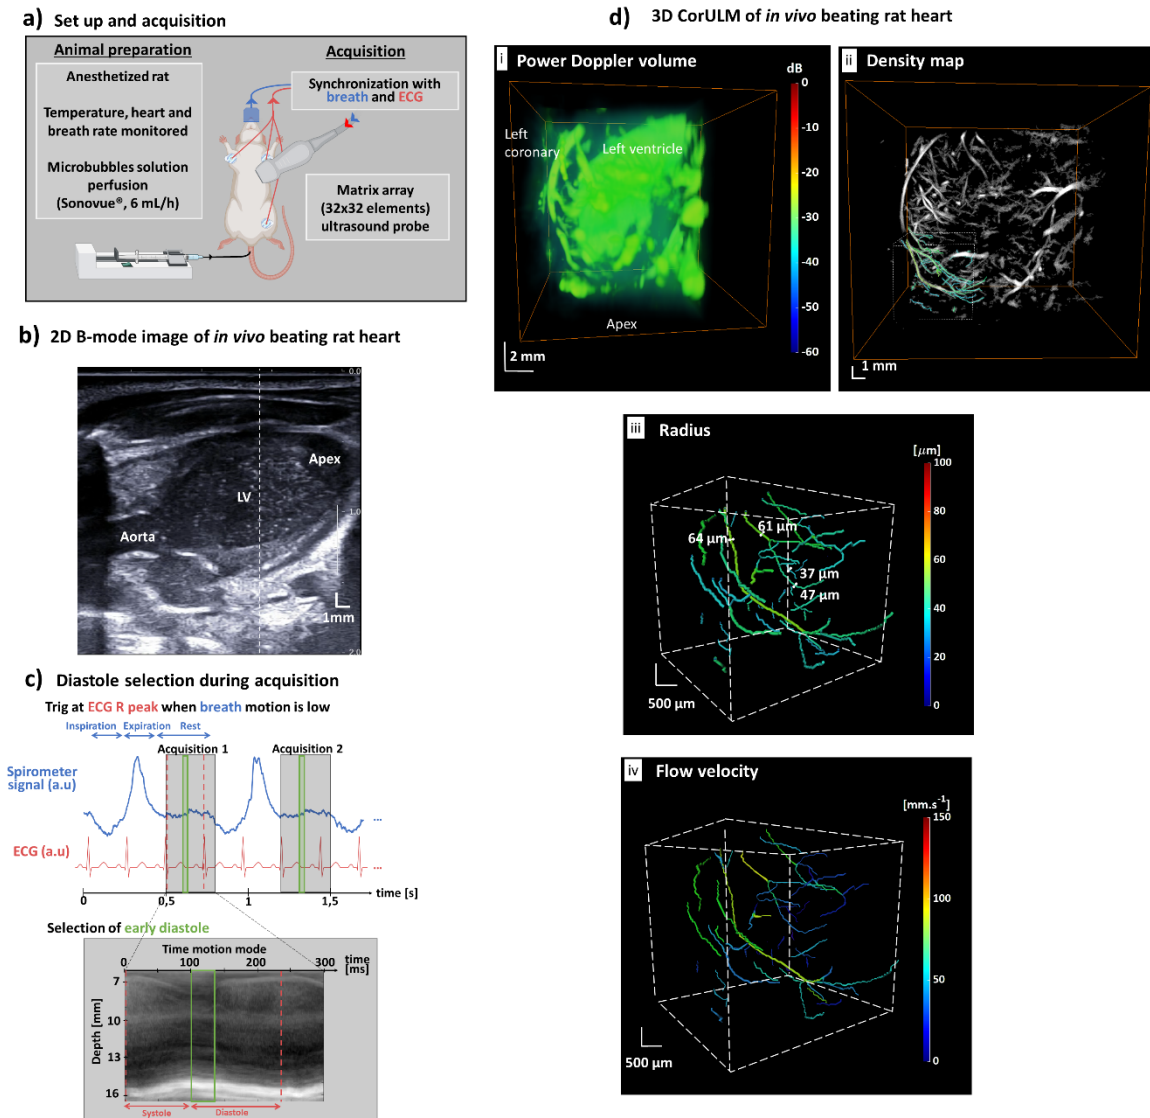 a) Set up and acquisition
Animal preparation
Anesthetized rat
Temperature, heart and
breath rate monitored
Microbubbles solution
perfusion
(Sonovue®, 6 mL/h)
Acquisition
Synchronization with
breath and ECG
Matrix array
(32x32 elements)
ultrasound probe
b) 2D B-mode image of in vivo beating rat heart
0.0
Apex
LV
1.0
Aorta
1mm
2.0
c) Diastole selection during acquisition
Trig at ECG R peak when breath motion is low
Inspiration Expiration Rest
Acquisition 1
Acquisition 2
Spirometer
signal (a.u)
...
ECG (a.u)
...
0 0,5 1 1,5 time [s]
Selection of early diastole
Time motion mode
0 100 200 300 time
[ms]
Depth [mm]
7
10
13
16
Systole Diastole
d) 3D CorULM of in vivo beating rat heart
i Power Doppler volume
dB
0
-10
-20
-30
-40
-50
-60
Left
coronary
Left ventricle
Apex
2 mm
ii Density map
1 mm
iii Radius
[µm]
100
80
60
40
20
0
61 µm
64 µm
37 µm
47 µm
500 µm
iv Flow velocity
[mm.s⁻¹]
150
100
50
0
500 µm